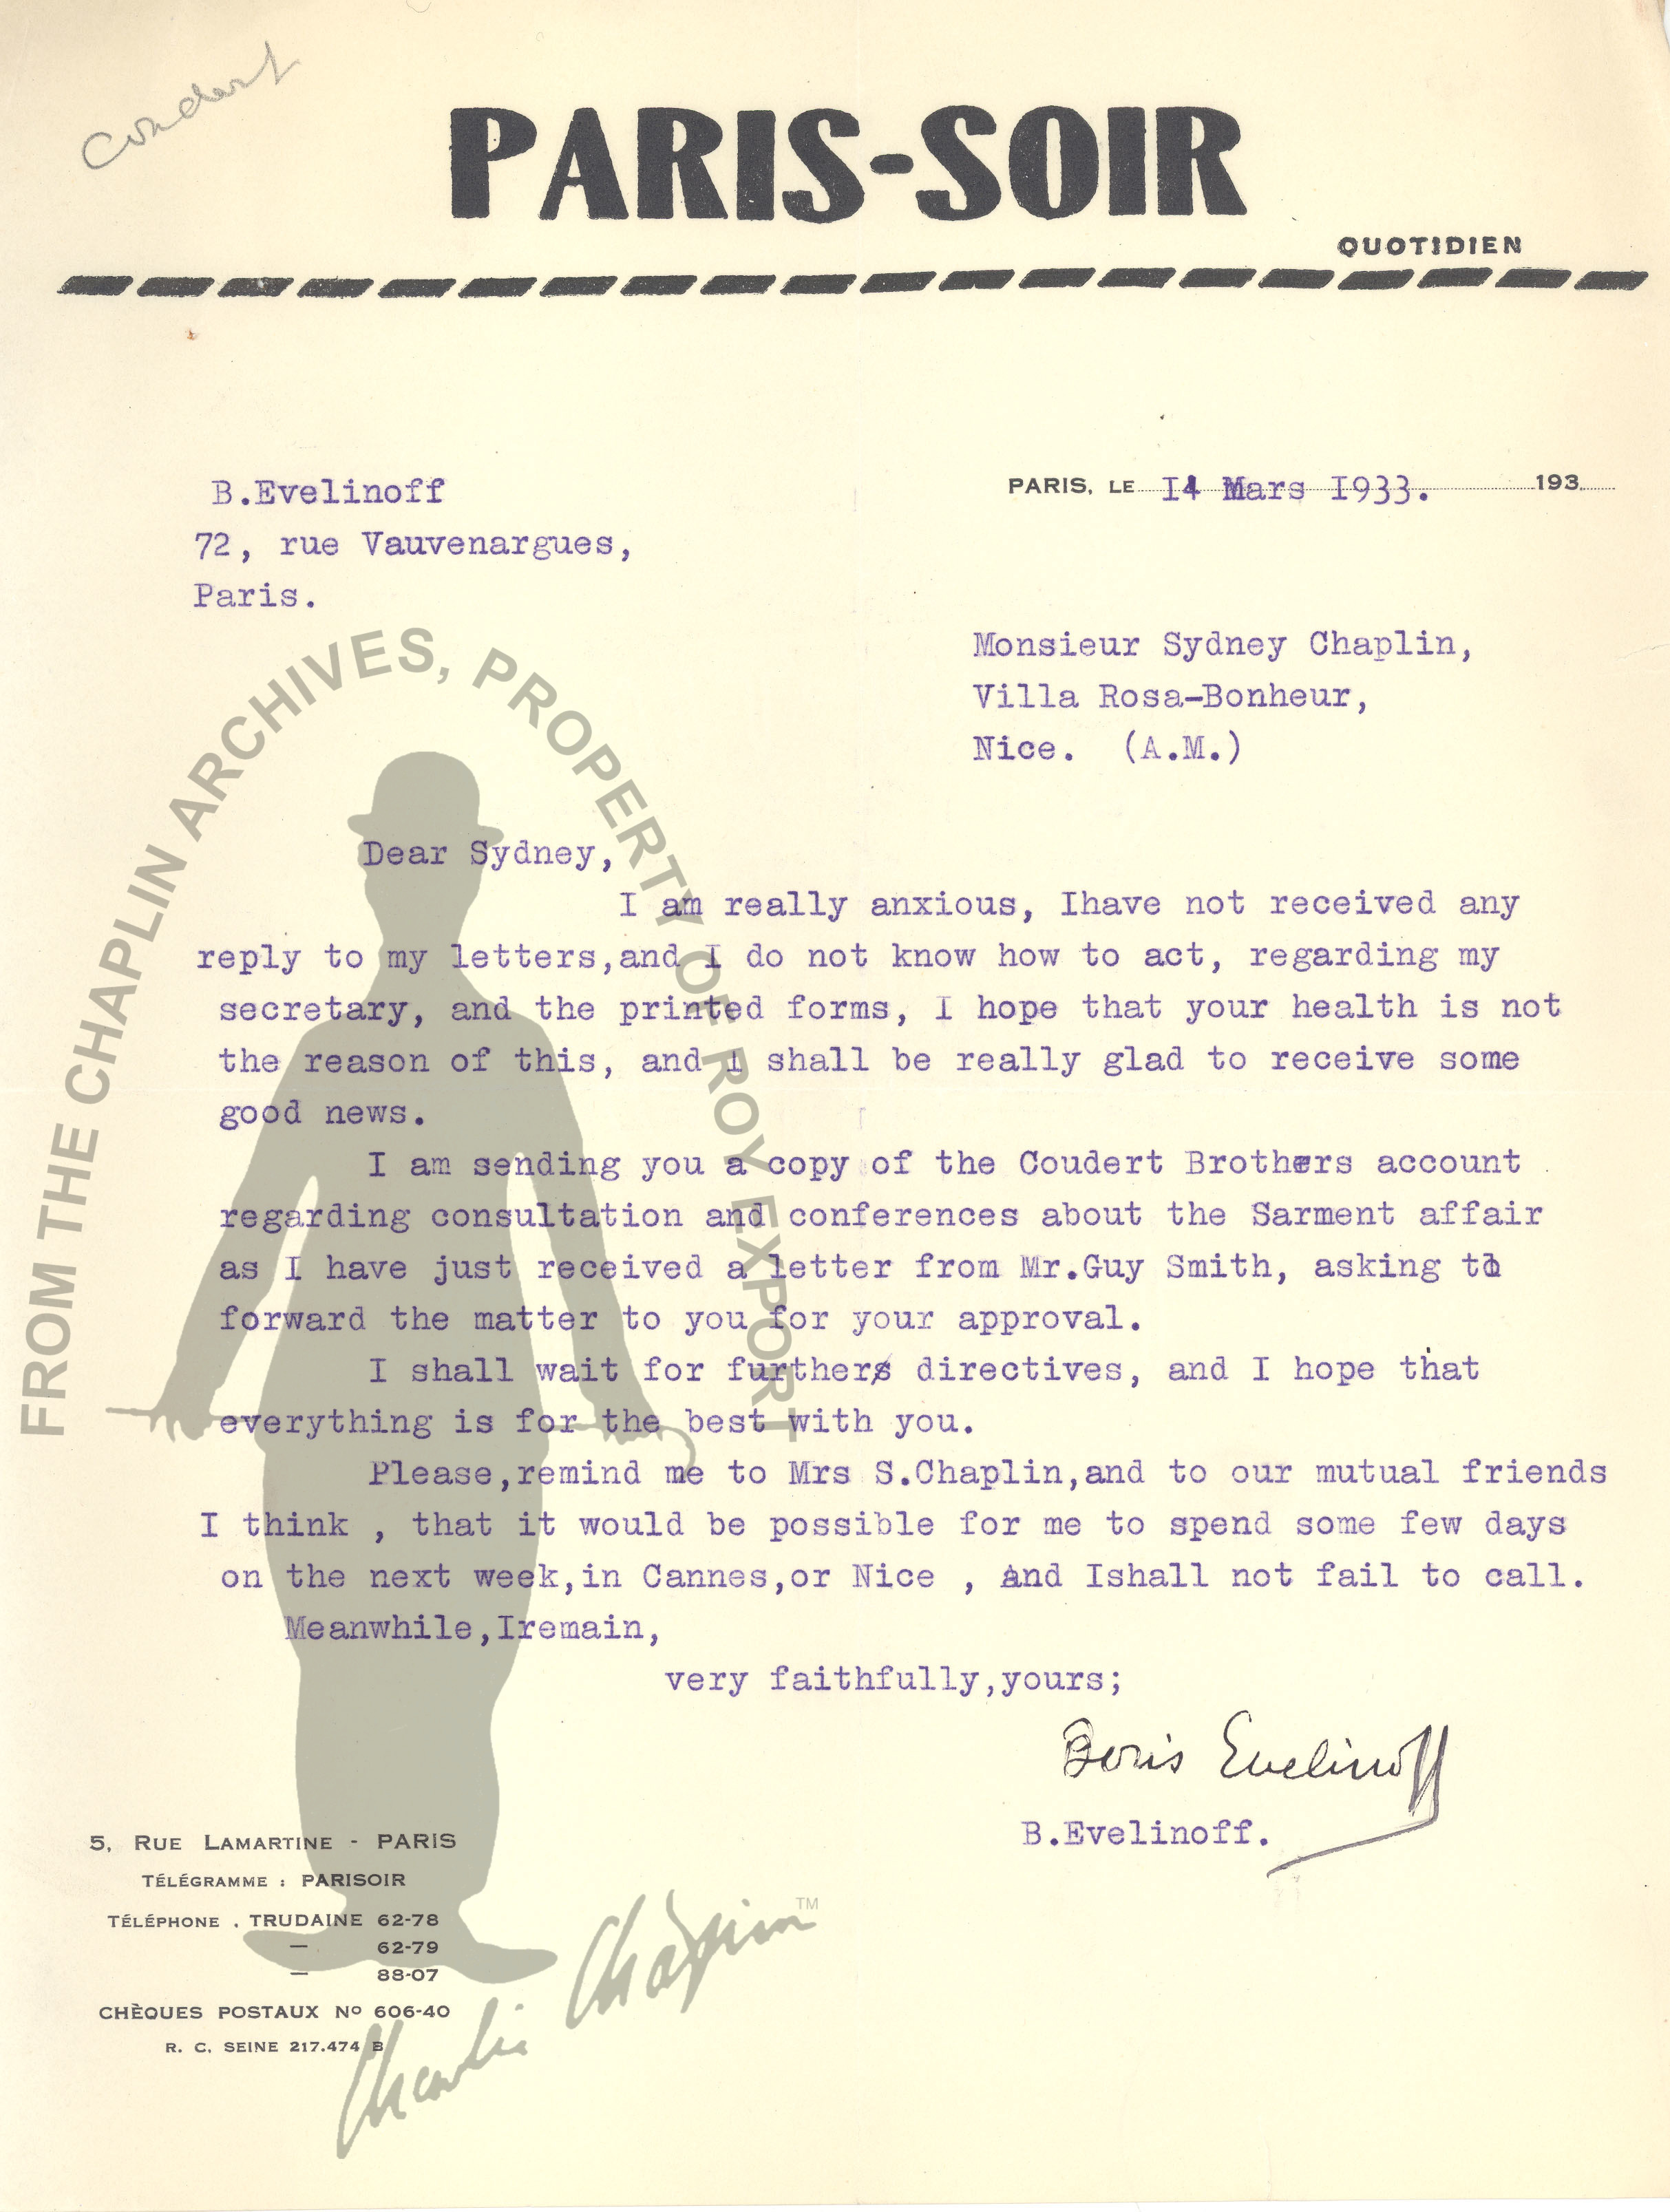 Condert
PARIS-SOIR
QUOTIDIEN
B.Evelinoff
72, rue Vauvenargues,
Paris.
PARIS, LE 14 Mars I933. 193
Monsieur Sydney Chaplin,
Villa Rosa-Bonheur,
Nice. (A.M.)
Dear Sydney,
I am really anxious, Ihave not received any
reply to my letters,and I do not know how to act, regarding my
secretary, and the printed forms, I hope that your health is not
the reason of this, and I shall be really glad to receive some
good news.
I am sending you a copy of the Coudert Brothers account
regarding consultation and conferences about the Sarment affair
as I have just received a letter from Mr.Guy Smith, asking to
forward the matter to you for your approval.
I shall wait for further directives, and I hope that
everything is for the best with you.
Please,remind me to Mrs S.Chaplin,and to our mutual friends
I think , that it would be possible for me to spend some few days
on the next week,in Cannes,or Nice , And Ishall not fail to call.
Meanwhile,Iremain,
very faithfully,yours;
Boris Evelinoff
B.Evelinoff.
5, RUE LAMARTINE - PARIS
TÉLÉGRAMME : PARISOIR
TÉLÉPHONE . TRUDAINE 62-78
— 62-79
— 88-07
CHÈQUES POSTAUX No 606-40
R. C. SEINE 217.474 B
FROM THE CHAPLIN ARCHIVES, PROPERTY OF ROY EXPORT
Charlie Chaplin TM